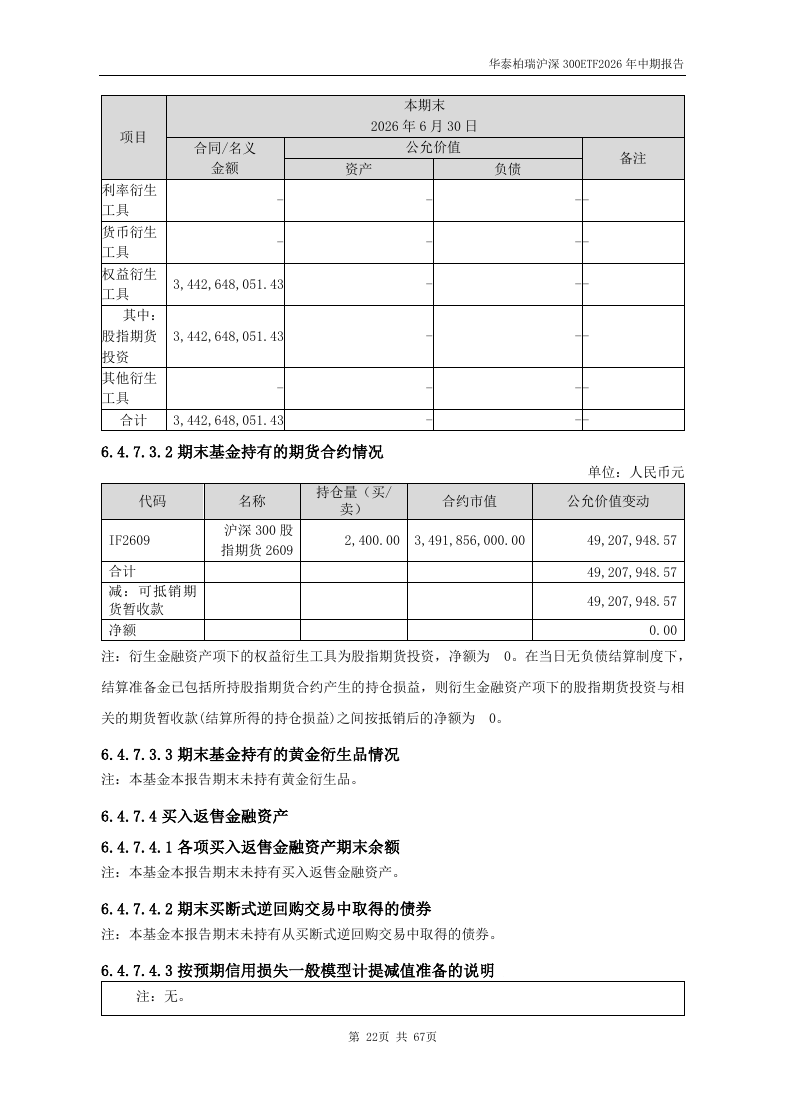 华泰柏瑞沪深 300ETF2026 年中期报告
项目
本期末
2026 年 6 月 30 日
合同/名义
金额
公允价值
备注
资产
负债
利率衍生
工具
-
-
-
-
货币衍生
工具
-
-
-
-
权益衍生
工具
3,442,648,051.43
-
-
-
其中：
股指期货
投资
3,442,648,051.43
-
-
-
其他衍生
工具
-
-
-
-
合计
3,442,648,051.43
-
-
-
6.4.7.3.2 期末基金持有的期货合约情况
单位：人民币元
代码
名称
持仓量（买/
卖）
合约市值
公允价值变动
IF2609
沪深 300 股
指期货 2609
2,400.00
3,491,856,000.00
49,207,948.57
合计
49,207,948.57
减：可抵销期
货暂收款
49,207,948.57
净额
0.00
注：衍生金融资产项下的权益衍生工具为股指期货投资，净额为 0。在当日无负债结算制度下，
结算准备金已包括所持股指期货合约产生的持仓损益，则衍生金融资产项下的股指期货投资与相
关的期货暂收款(结算所得的持仓损益)之间按抵销后的净额为 0。
6.4.7.3.3 期末基金持有的黄金衍生品情况
注：本基金本报告期末未持有黄金衍生品。
6.4.7.4 买入返售金融资产
6.4.7.4.1 各项买入返售金融资产期末余额
注：本基金本报告期末未持有买入返售金融资产。
6.4.7.4.2 期末买断式逆回购交易中取得的债券
注：本基金本报告期末未持有从买断式逆回购交易中取得的债券。
6.4.7.4.3 按预期信用损失一般模型计提减值准备的说明
注：无。
第 22页 共 67页